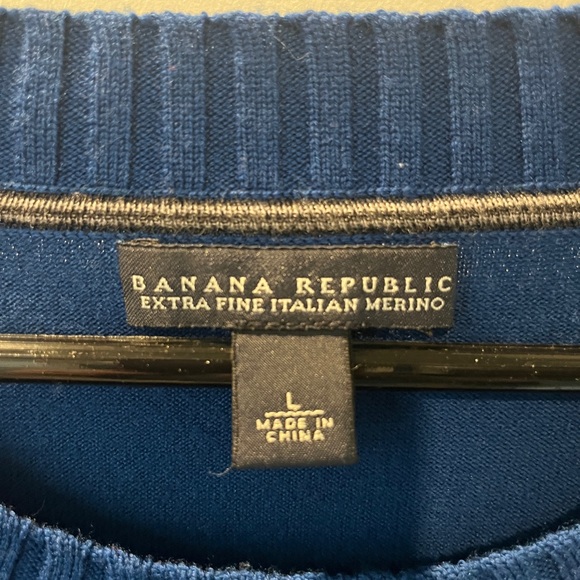 BANANA REPUBLIC
EXTRA FINE ITALIAN MERINO
L
MADE IN
CHINA